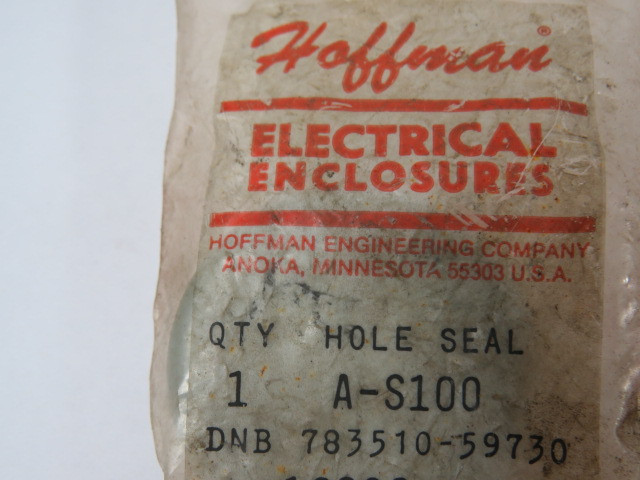 Hoffman®
ELECTRICAL
ENCLOSURES
HOFFMAN ENGINEERING COMPANY
ANOKA, MINNESOTA 55303 U.S.A.
QTY HOLE SEAL
1 A-S100
DNB 783510-59730